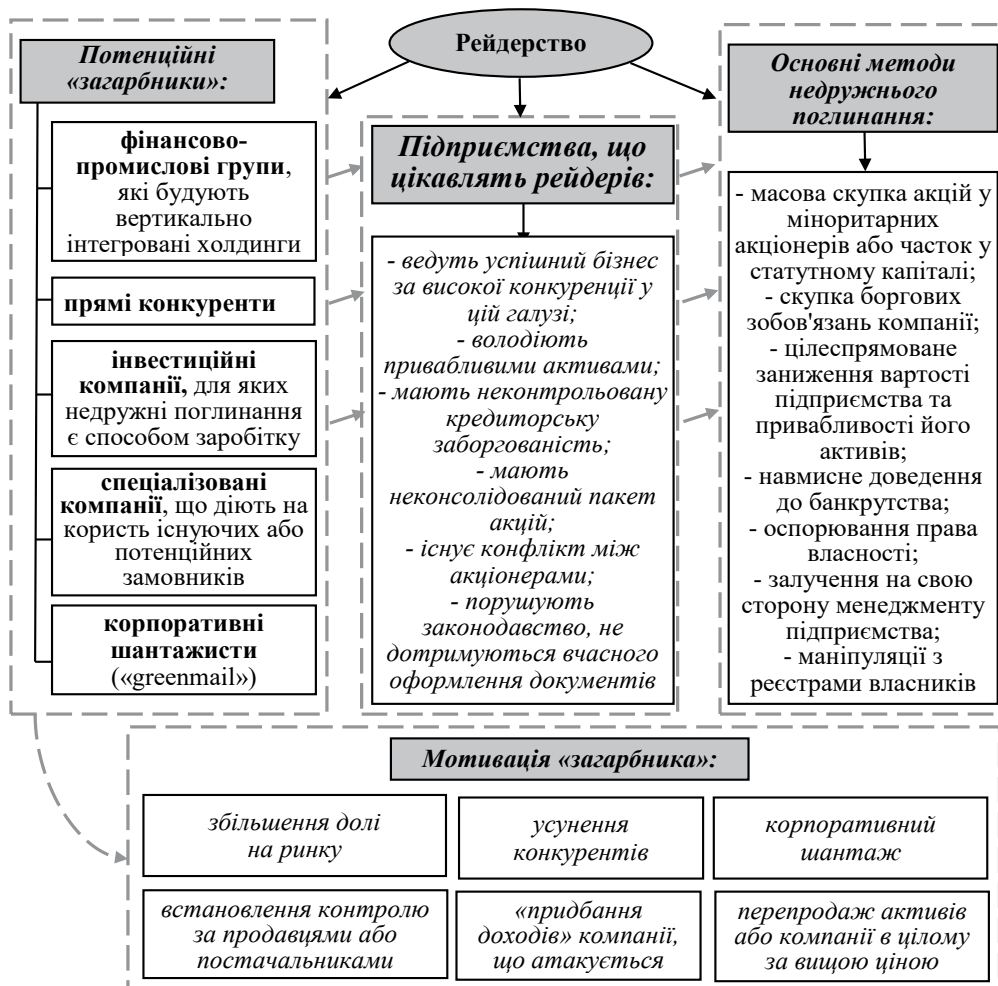 Рейдерство
Потенційні
«загарбники»:
фінансово-
промислові групи,
які будують
вертикально
інтегровані холдинги
прямі конкуренти
інвестиційні
компанії, для яких
недружні поглинання
є способом заробітку
спеціалізовані
компанії, що діють на
користь існуючих або
потенційних
замовників
корпоративні
шантажисти
(«greenmail»)
Підприємства, що
цікавлять рейдерів:
- ведуть успішний бізнес
за високої конкуренції у
цій галузі;
- володіють
привабливими активами;
- мають неконтрольовану
кредиторську
заборгованість;
- мають
неконсолідований пакет
акцій;
- існує конфлікт між
акціонерами;
- порушують
законодавство, не
дотримуються вчасного
оформлення документів
Основні методи
недружнього
поглинання:
- масова скупка акцій у
міноритарних
акціонерів або часток у
статутному капіталі;
- скупка боргових
зобов'язань компанії;
- цілеспрямоване
заниження вартості
підприємства та
привабливості його
активів;
- навмисне доведення
до банкрутства;
- оспорювання права
власності;
- залучення на свою
сторону менеджменту
підприємства;
- маніпуляції з
реєстрами власників
Мотивація «загарбника»:
збільшення долі
на ринку
усунення
конкурентів
корпоративний
шантаж
встановлення контролю
за продавцями або
постачальниками
«придбання
доходів» компанії,
що атакується
перепродаж активів
або компанії в цілому
за вищою ціною